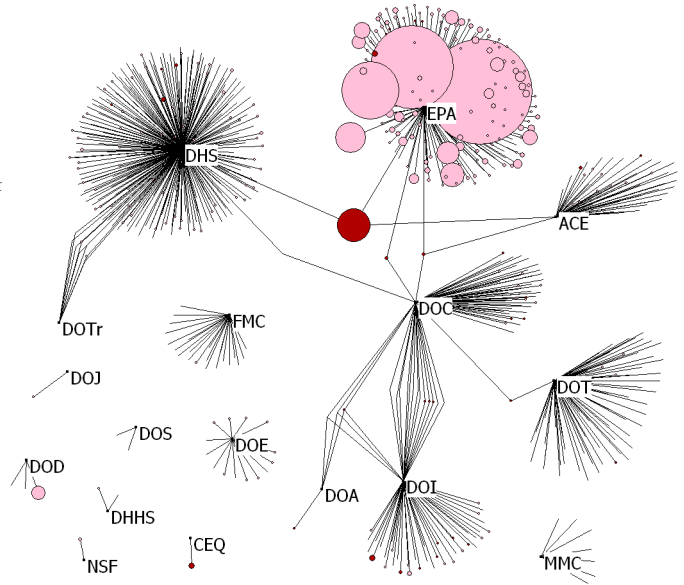 EPA
DHS
ACE
DOC
FMC
DOTr
DOJ
DOT
DOS
DOE
DOD
DOA
DOI
DHHS
CEQ
MMC
NSF